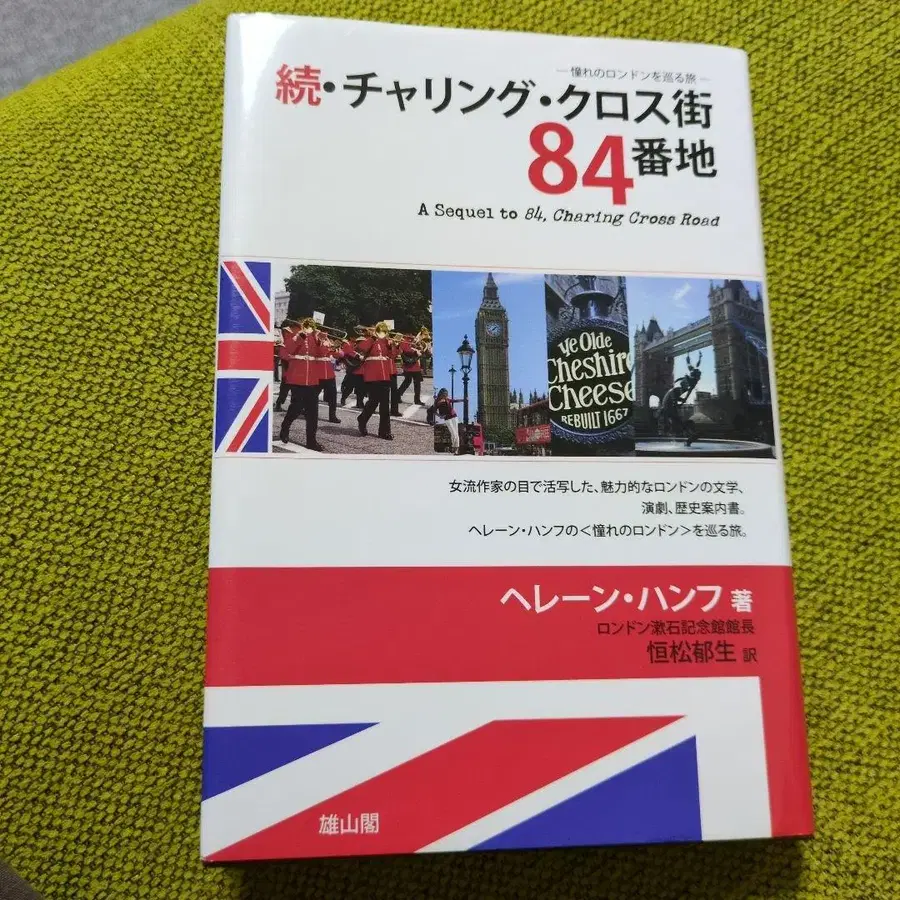 ―憧れのロンドンを巡る旅―
続・チャリング・クロス街
84番地
A Sequel to 84, Charing Cross Road
Ye Olde
Cheshire
Cheese
REBUILT 1667
女流作家の目で活写した、魅力的なロンドンの文学、
演劇、歴史案内書。
ヘレーン・ハンフの<憧れのロンドン>を巡る旅。
ヘレーン・ハンフ 著
ロンドン漱石記念館館長
恒松郁生 訳
雄山閣